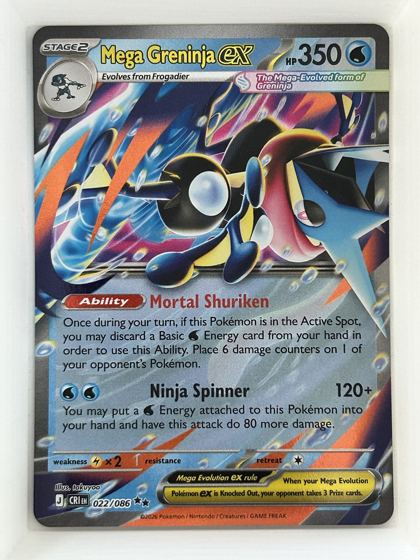 STAGE2
Mega Greninja ex
HP 350
Evolves from Frogadier
The Mega-Evolved form of
Greninja
Ability Mortal Shuriken
Once during your turn, if this Pokémon is in the Active Spot,
you may discard a Basic Energy card from your hand in
order to use this Ability. Place 6 damage counters on 1 of
your opponent's Pokémon.
Ninja Spinner 120+
You may put a Energy attached to this Pokémon into
your hand and have this attack do 80 more damage.
weakness ×2 resistance retreat
Illus. takuyoa
Mega Evolution ex rule
When your Mega Evolution
Pokémon ex is Knocked Out, your opponent takes 3 Prize cards.
J CRI EN 022/086
©2026 Pokémon / Nintendo / Creatures / GAME FREAK